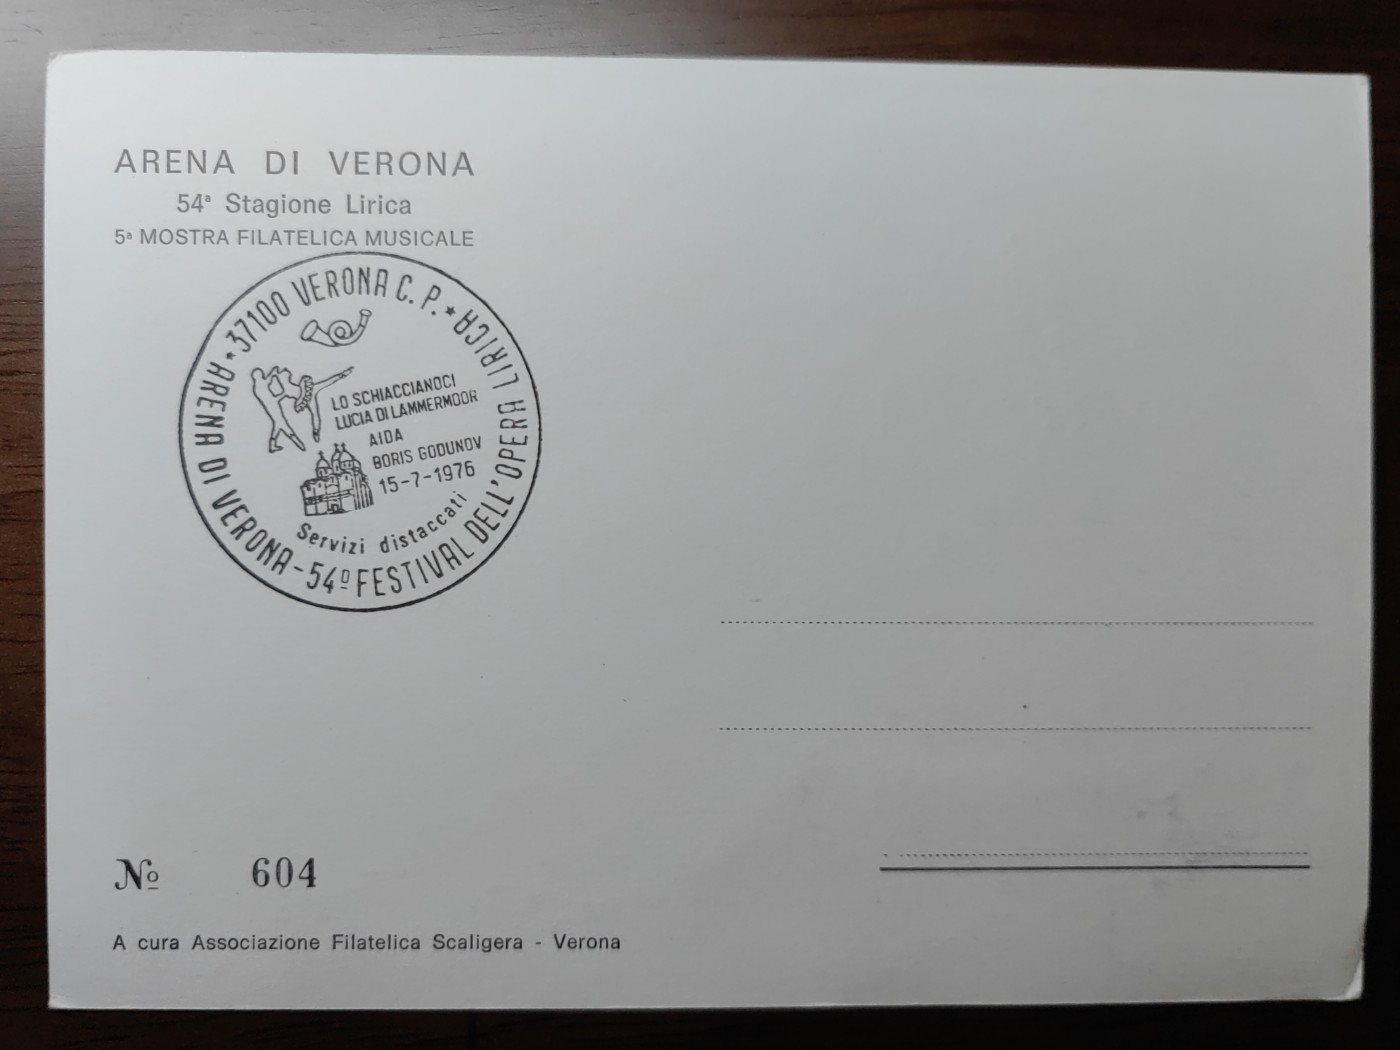 ARENA DI VERONA
54ª Stagione Lirica
5ª MOSTRA FILATELICA MUSICALE
★ 37100 VERONA C. P. ★
ARENA DI VERONA - 54º FESTIVAL DELL'OPERA LIRICA
LO SCHIACCIANOCI
LUCIA DI LAMMERMOOR
AIDA
BORIS GODUNOV
15-7-1976
Servizi distaccati
Nº 604
A cura Associazione Filatelica Scaligera - Verona